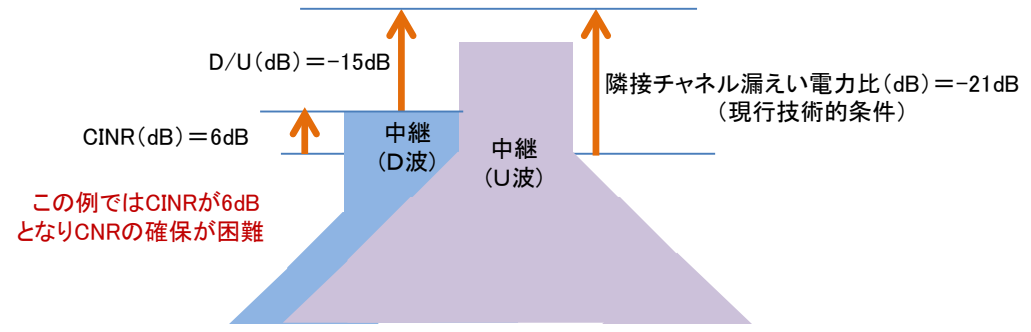 D/U(dB)=-15dB
隣接チャネル漏えい電力比(dB)=-21dB
(現行技術的条件)
CINR(dB)=6dB
中継
(D波)
中継
(U波)
この例ではCINRが6dB
となりCNRの確保が困難